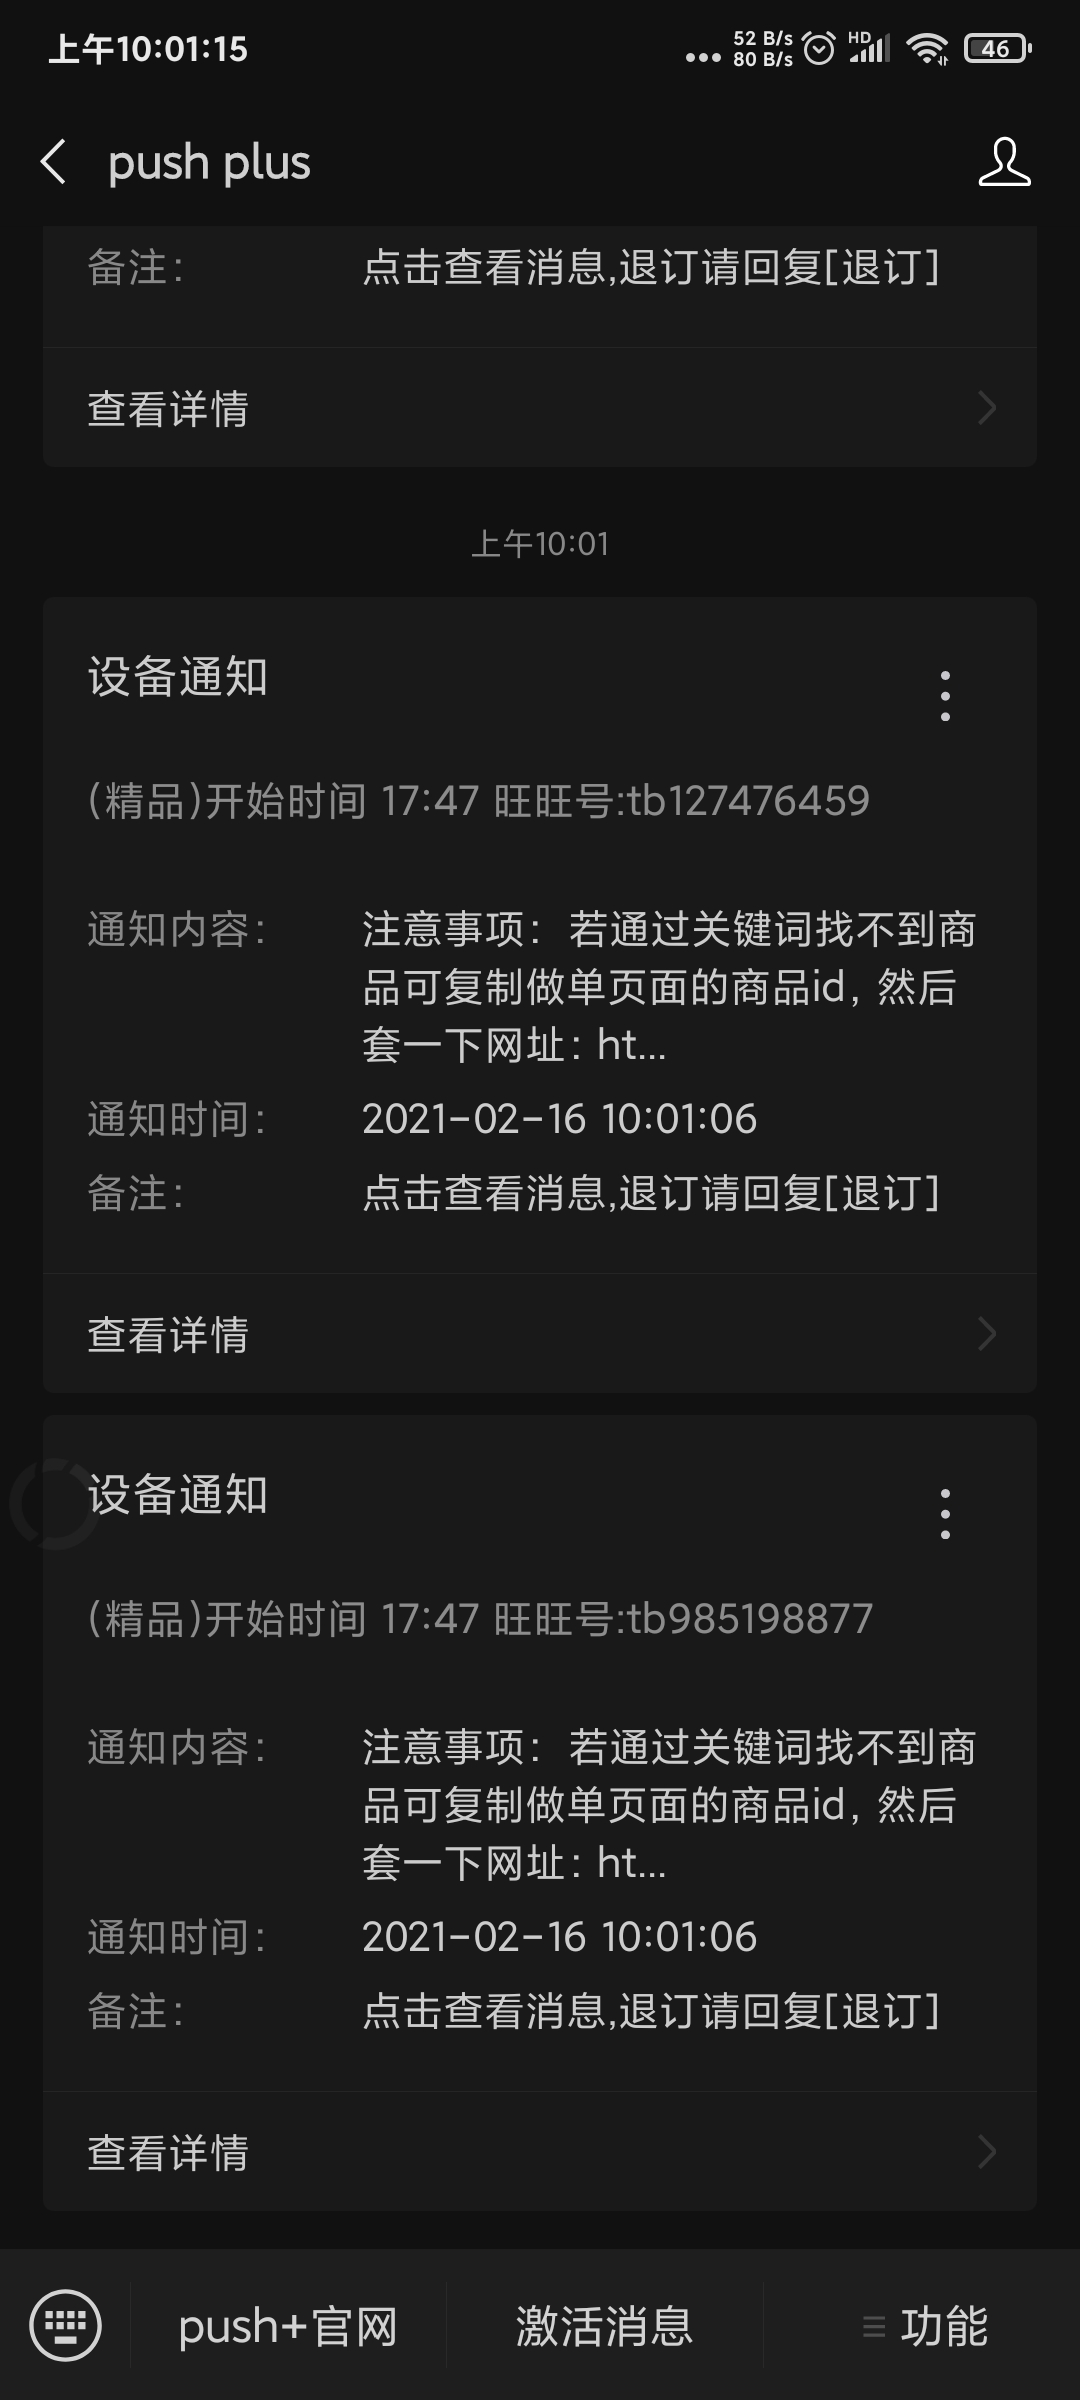 上午10:01:15
52 B/s
80 B/s
HD
46
push plus
备注: 点击查看消息,退订请回复[退订]
查看详情
上午10:01
设备通知
(精品)开始时间 17:47 旺旺号:tb127476459
通知内容: 注意事项: 若通过关键词找不到商
品可复制做单页面的商品id, 然后
套一下网址: ht...
通知时间: 2021-02-16 10:01:06
备注: 点击查看消息,退订请回复[退订]
查看详情
设备通知
(精品)开始时间 17:47 旺旺号:tb985198877
通知内容: 注意事项: 若通过关键词找不到商
品可复制做单页面的商品id, 然后
套一下网址: ht...
通知时间: 2021-02-16 10:01:06
备注: 点击查看消息,退订请回复[退订]
查看详情
push+官网 激活消息 功能